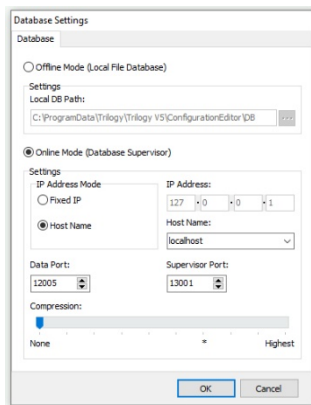 Database Settings
Database
Offline Mode (Local File Database)
Settings
Local DB Path:
C:\ProgramData\Trilogy\Trilogy V5\ConfigurationEditor\DB
...
Online Mode (Database Supervisor)
Settings
IP Address Mode
Fixed IP
Host Name
IP Address:
127 . 0 . 0 . 1
Host Name:
localhost
Data Port:
12005
Supervisor Port:
13001
Compression:
None * Highest
OK Cancel